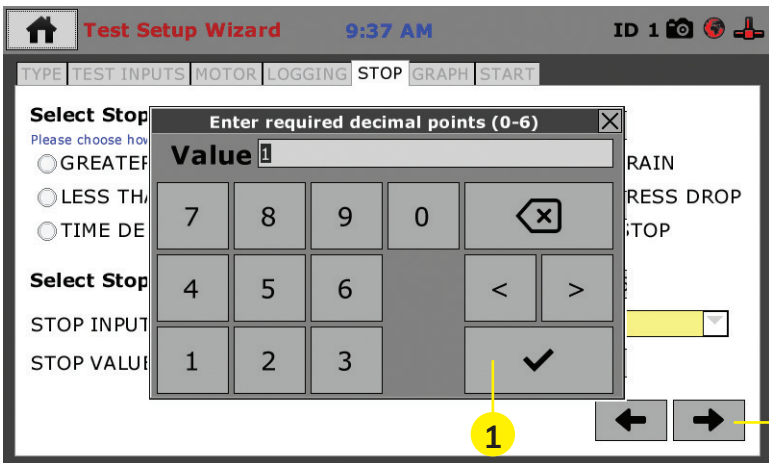 Test Setup Wizard 9:37 AM ID 1
TYPE TEST INPUTS MOTOR LOGGING STOP GRAPH START
Select Stop
Please choose how
GREATER RAIN
LESS THA RESS DROP
TIME DE STOP
Enter required decimal points (0-6)
Value 1
7 8 9 0
4 5 6 < >
1 2 3
Select Stop
STOP INPUT
STOP VALUE
1